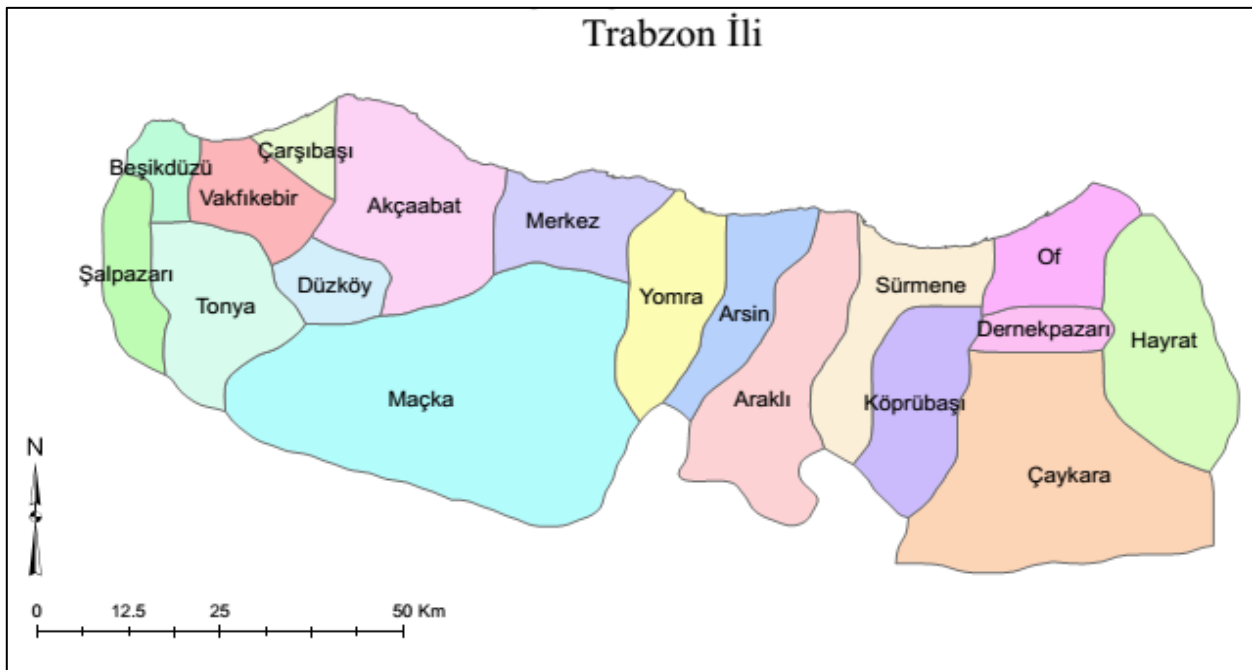 Trabzon İli
Çarşıbaşı
Beşikdüzü
Vakfıkebir
Akçaabat
Merkez
Of
Şalpazarı
Tonya
Düzköy
Yomra
Arsin
Sürmene
Dernekpazarı
Hayrat
Maçka
Araklı
Köprübaşı
Çaykara
N
0 12.5 25 50 Km